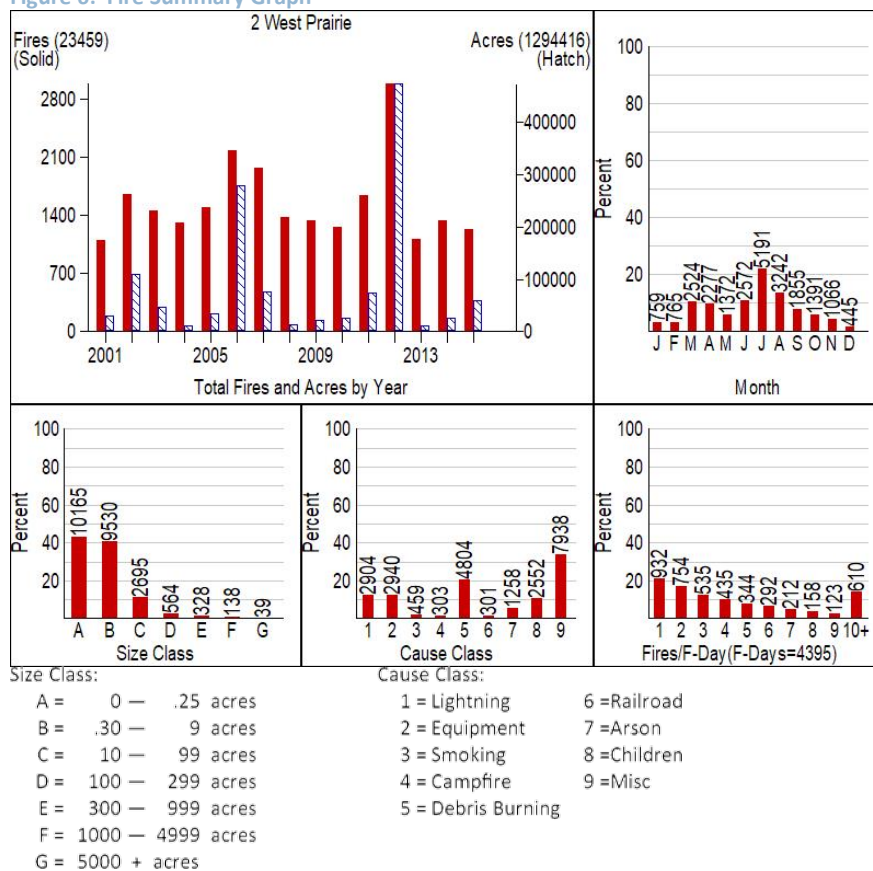 Figure 6: Fire Summary Graph
2 West Prairie
Fires (23459)
(Solid)
Acres (1294416)
(Hatch)
2800
2100
1400
700
0
400000
300000
200000
100000
0
2001 2005 2009 2013
Total Fires and Acres by Year
100
80
60
40
20
Percent
759 765 2524 2277 1372 2572 5191 3242 1855 1391 1066 445
J F M A M J J A S O N D
Month
100
80
60
40
20
Percent
10165 9530 2695 564 328 138 39
A B C D E F G
Size Class
100
80
60
40
20
Percent
2904 2940 459 303 4804 301 1258 2552 7938
1 2 3 4 5 6 7 8 9
Cause Class
100
80
60
40
20
Percent
932 754 535 435 344 292 212 158 123 610
1 2 3 4 5 6 7 8 9 10+
Fires/F-Day(F-Days=4395)
Size Class:
A = 0 — .25 acres
B = .30 — 9 acres
C = 10 — 99 acres
D = 100 — 299 acres
E = 300 — 999 acres
F = 1000 — 4999 acres
G = 5000 + acres
Cause Class:
1 = Lightning 6 =Railroad
2 = Equipment 7 =Arson
3 = Smoking 8 =Children
4 = Campfire 9 =Misc
5 = Debris Burning